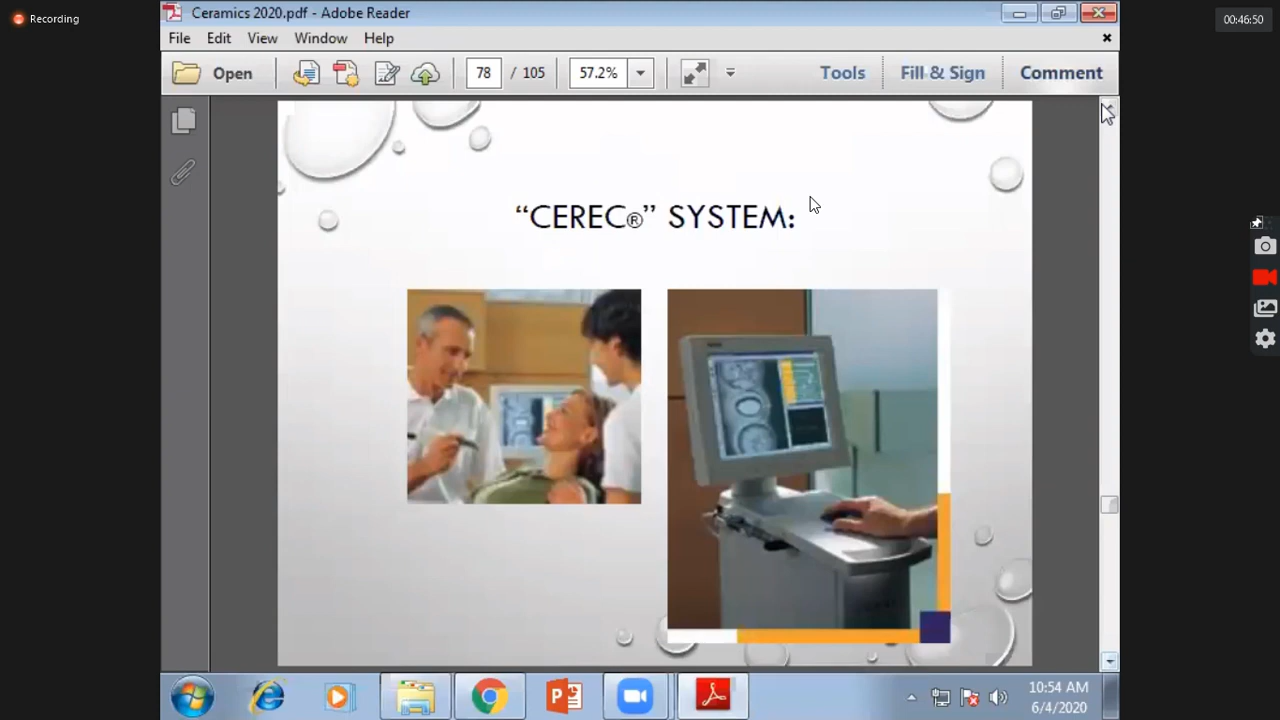 Recording
Ceramics 2020.pdf - Adobe Reader
00:46:50
File Edit View Window Help
Open 78 / 105 57.2% Tools Fill & Sign Comment
“CEREC®” SYSTEM:
10:54 AM
6/4/2020